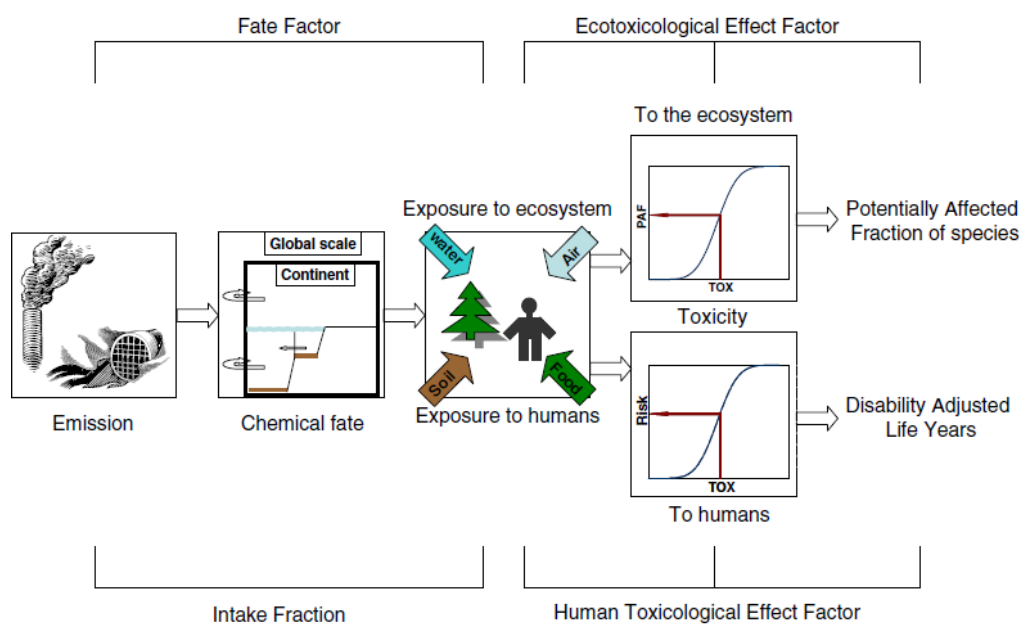 Fate Factor
Ecotoxicological Effect Factor
To the ecosystem
PAF
TOX
Toxicity
Potentially Affected
Fraction of species
Exposure to ecosystem
water
Air
Soil
Food
Exposure to humans
Global scale
Continent
Emission
Chemical fate
Risk
TOX
To humans
Disability Adjusted
Life Years
Intake Fraction
Human Toxicological Effect Factor